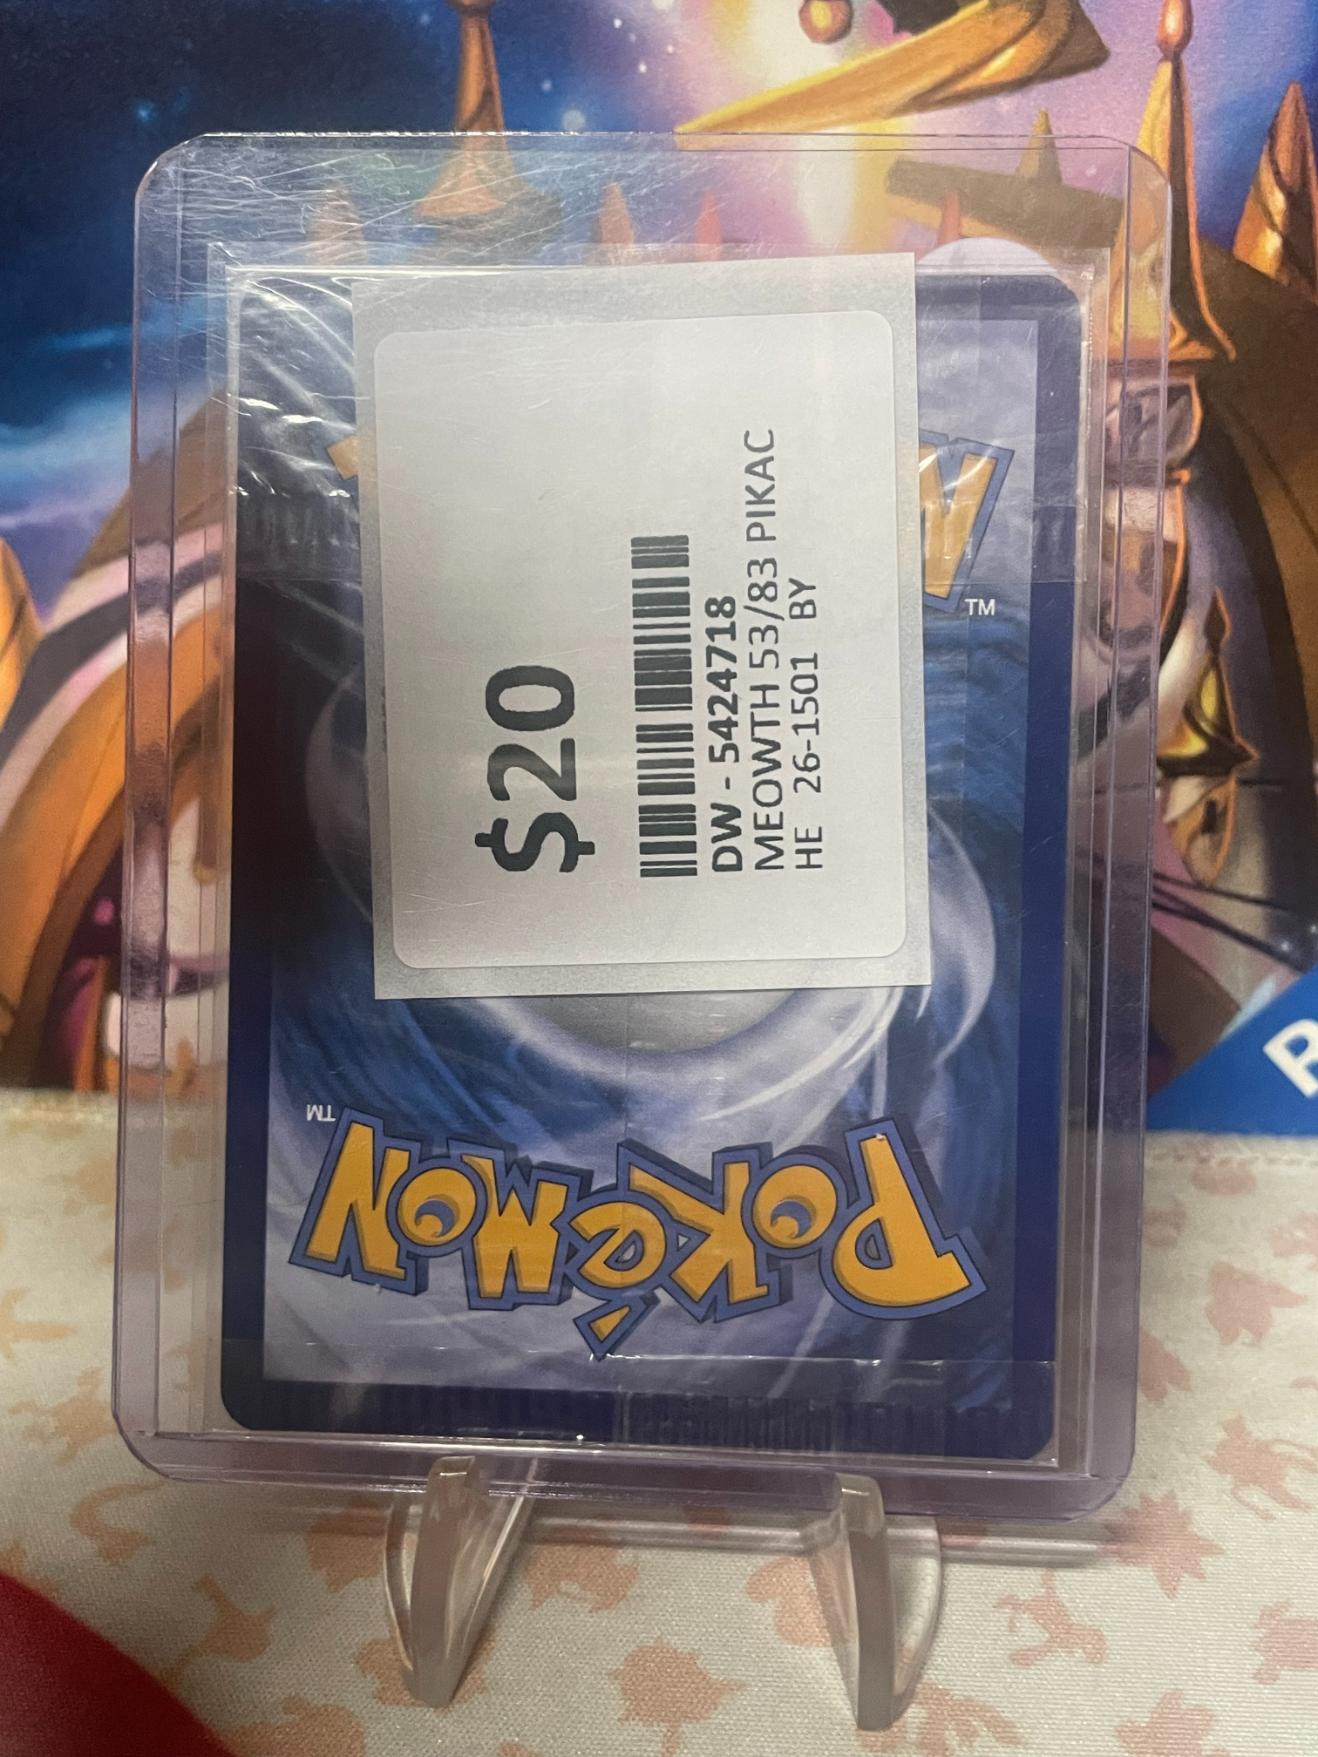 $20
DW - 5424718
MEOWTH 53/83 PIKAC
HE 26-1501 BY
N
TM
POKéMON
TM